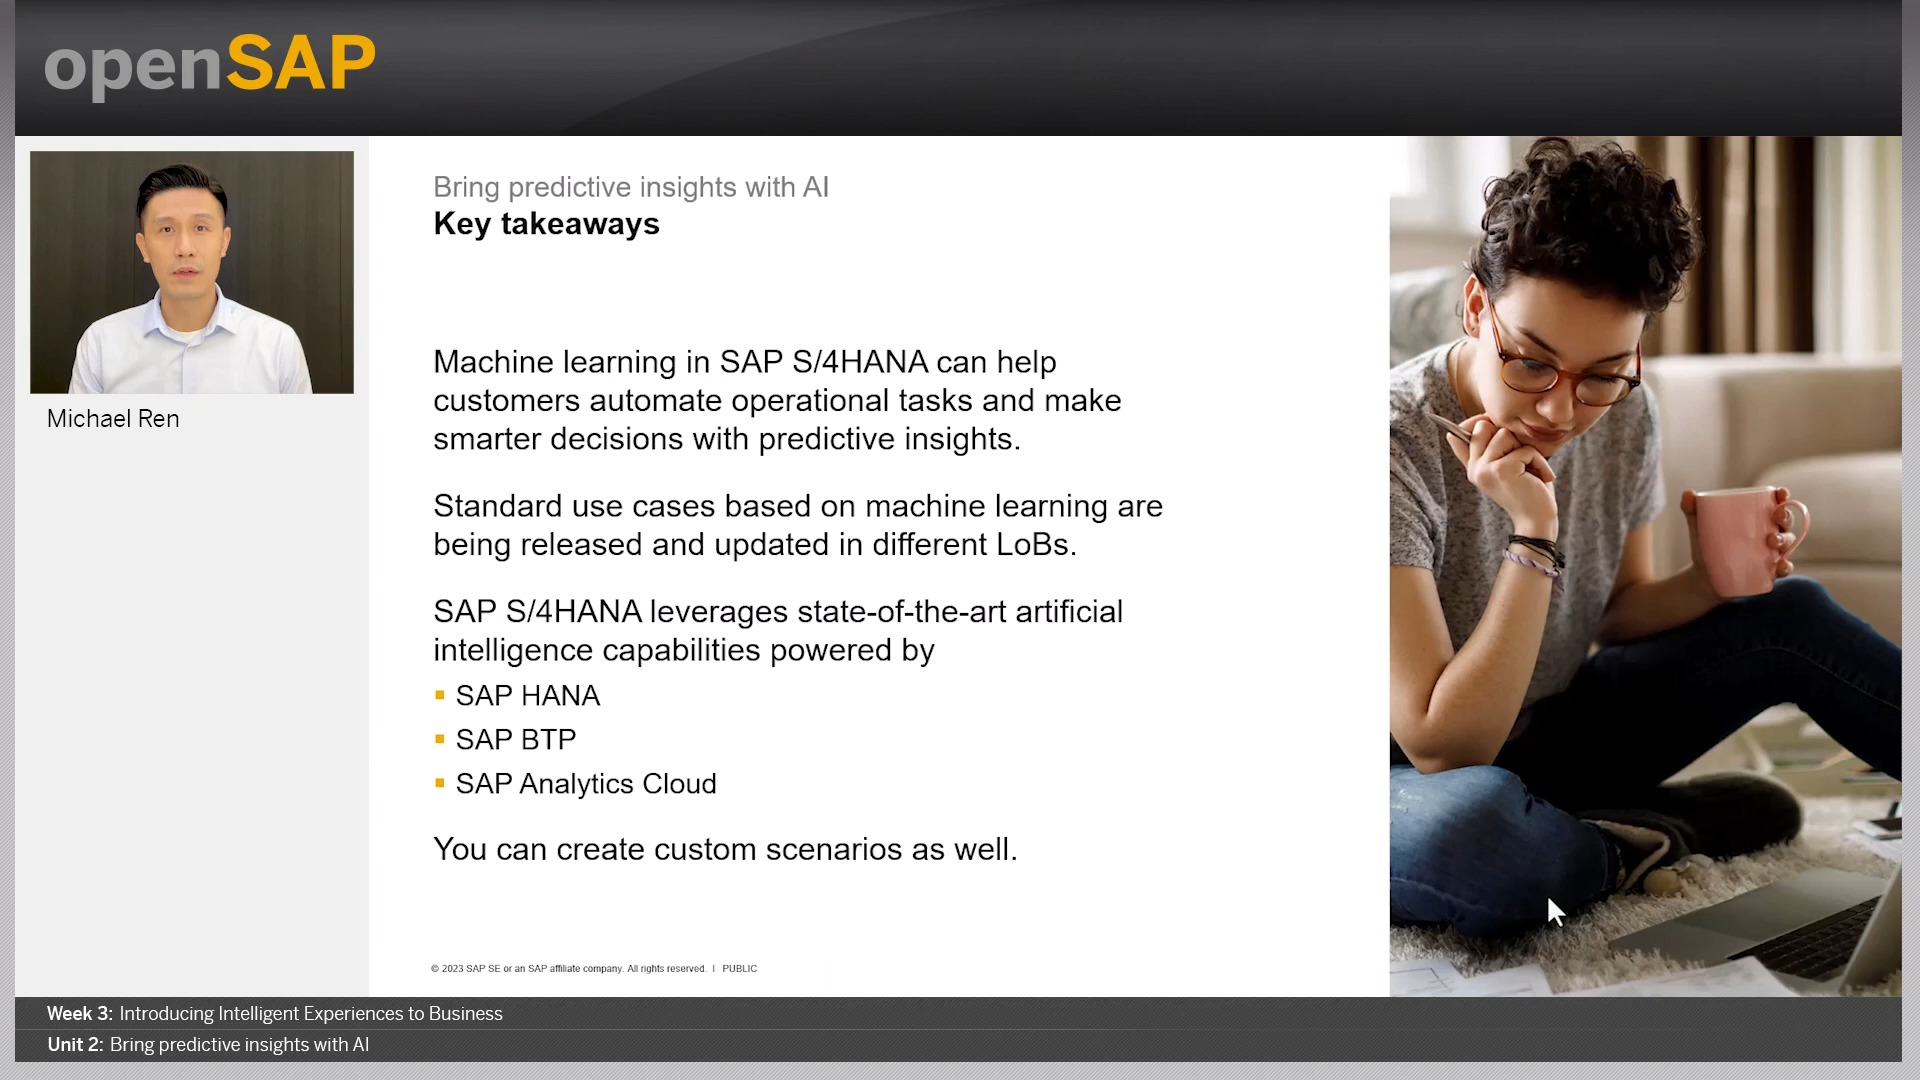 openSAP
Michael Ren
Bring predictive insights with AI
Key takeaways
Machine learning in SAP S/4HANA can help
customers automate operational tasks and make
smarter decisions with predictive insights.
Standard use cases based on machine learning are
being released and updated in different LoBs.
SAP S/4HANA leverages state-of-the-art artificial
intelligence capabilities powered by
▪ SAP HANA
▪ SAP BTP
▪ SAP Analytics Cloud
You can create custom scenarios as well.
© 2023 SAP SE or an SAP affiliate company. All rights reserved. | PUBLIC
Week 3: Introducing Intelligent Experiences to Business
Unit 2: Bring predictive insights with AI